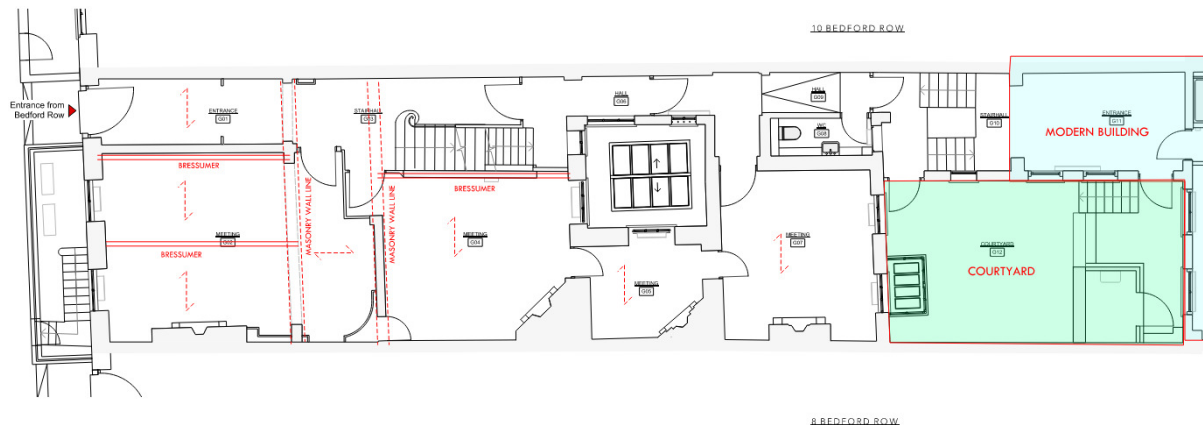 10 BEDFORD ROW
Entrance from
Bedford Row
ENTRANCE
G01
STAIRHALL
G03
HALL
G06
HALL
G09
WC
G08
STAIRHALL
G10
ENTRANCE
G11
MODERN BUILDING
BRESSUMER
MEETING
G02
BRESSUMER
MASONRY WALL LINE
MASONRY WALL LINE
BRESSUMER
MEETING
G04
MEETING
G05
MEETING
G07
COURTYARD
G12
COURTYARD
8 BEDFORD ROW